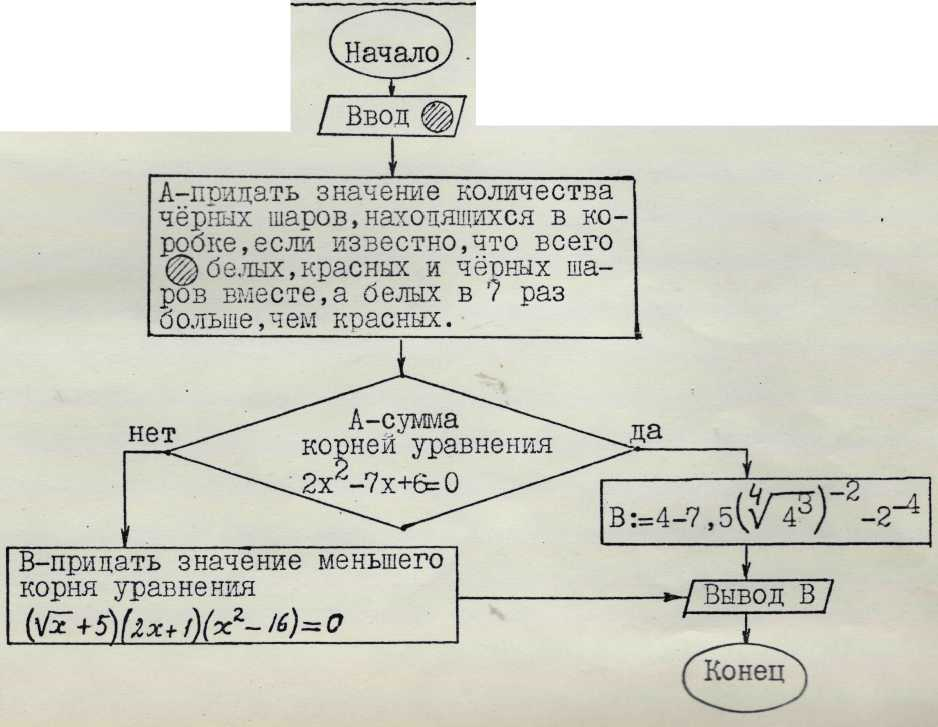 Начало
Ввод
А-придать значение количества
чёрных шаров,находящихся в ко-
робке,если известно,что всего
белых,красных и чёрных ша-
ров вместе,а белых в 7 раз
больше,чем красных.
А-сумма
корней уравнения
2х²-7х+6=0
нет
да
В:=4-7,5(∜4³)⁻²-2⁻⁴
В-придать значение меньшего
корня уравнения
(√x+5)(2x+1)(x²-16)=0
Вывод В
Конец